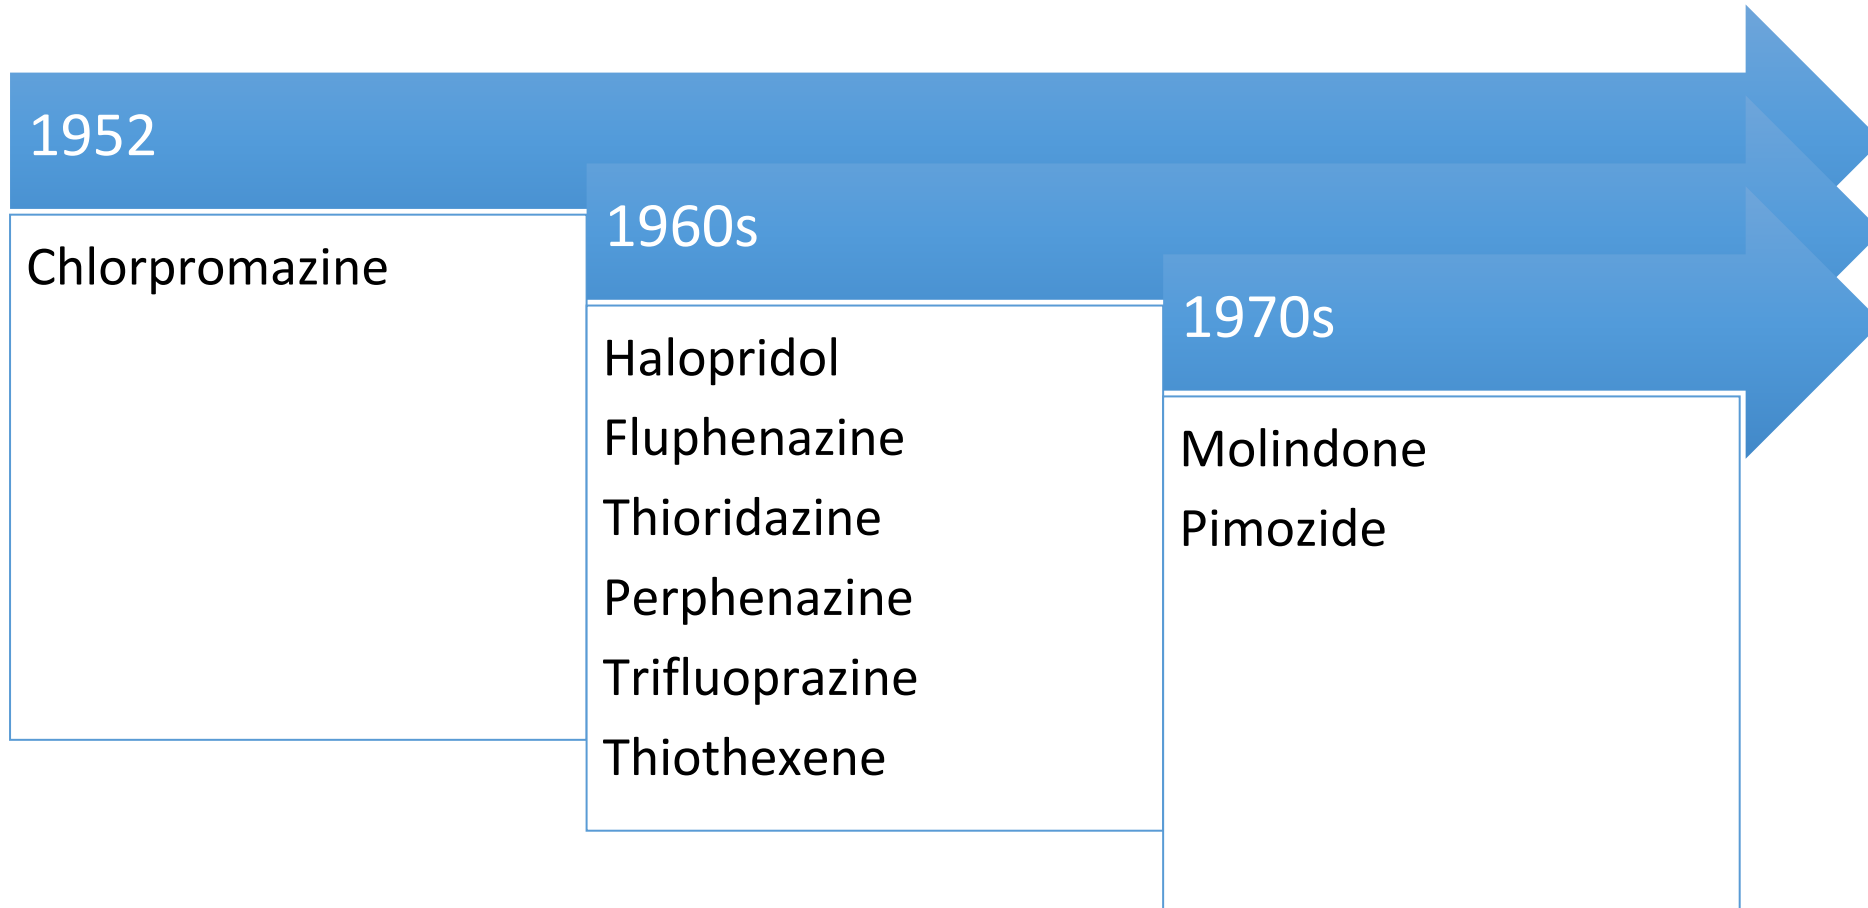 1952
Chlorpromazine
1960s
Halopridol
Fluphenazine
Thioridazine
Perphenazine
Trifluoprazine
Thiothexene
1970s
Molindone
Pimozide